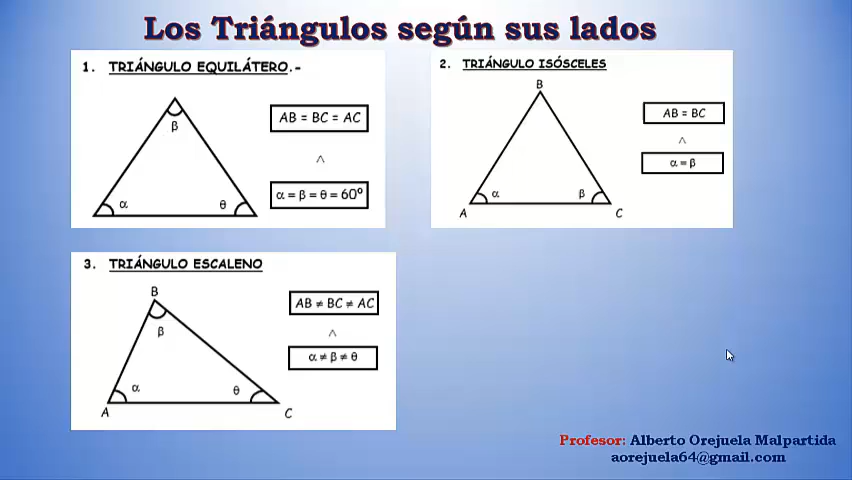 Los Triángulos según sus lados
1. TRIÁNGULO EQUILÁTERO.-
β
α
θ
AB = BC = AC
^
α = β = θ = 60º
2. TRIÁNGULO ISÓSCELES
B
α
β
A
C
AB = BC
^
α = β
3. TRIÁNGULO ESCALENO
B
β
α
θ
A
C
AB ≠ BC ≠ AC
^
α ≠ β ≠ θ
Profesor: Alberto Orejuela Malpartida
aorejuela64@gmail.com